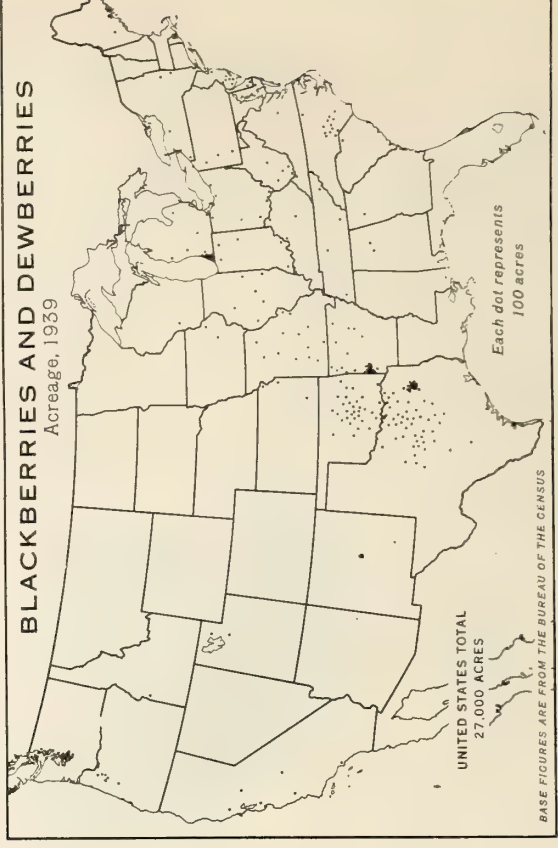 BLACKBERRIES AND DEWBERRIES
Acreage, 1939
Each dot represents
100 acres
UNITED STATES TOTAL
27,000 ACRES
BASE FIGURES ARE FROM THE BUREAU OF THE CENSUS